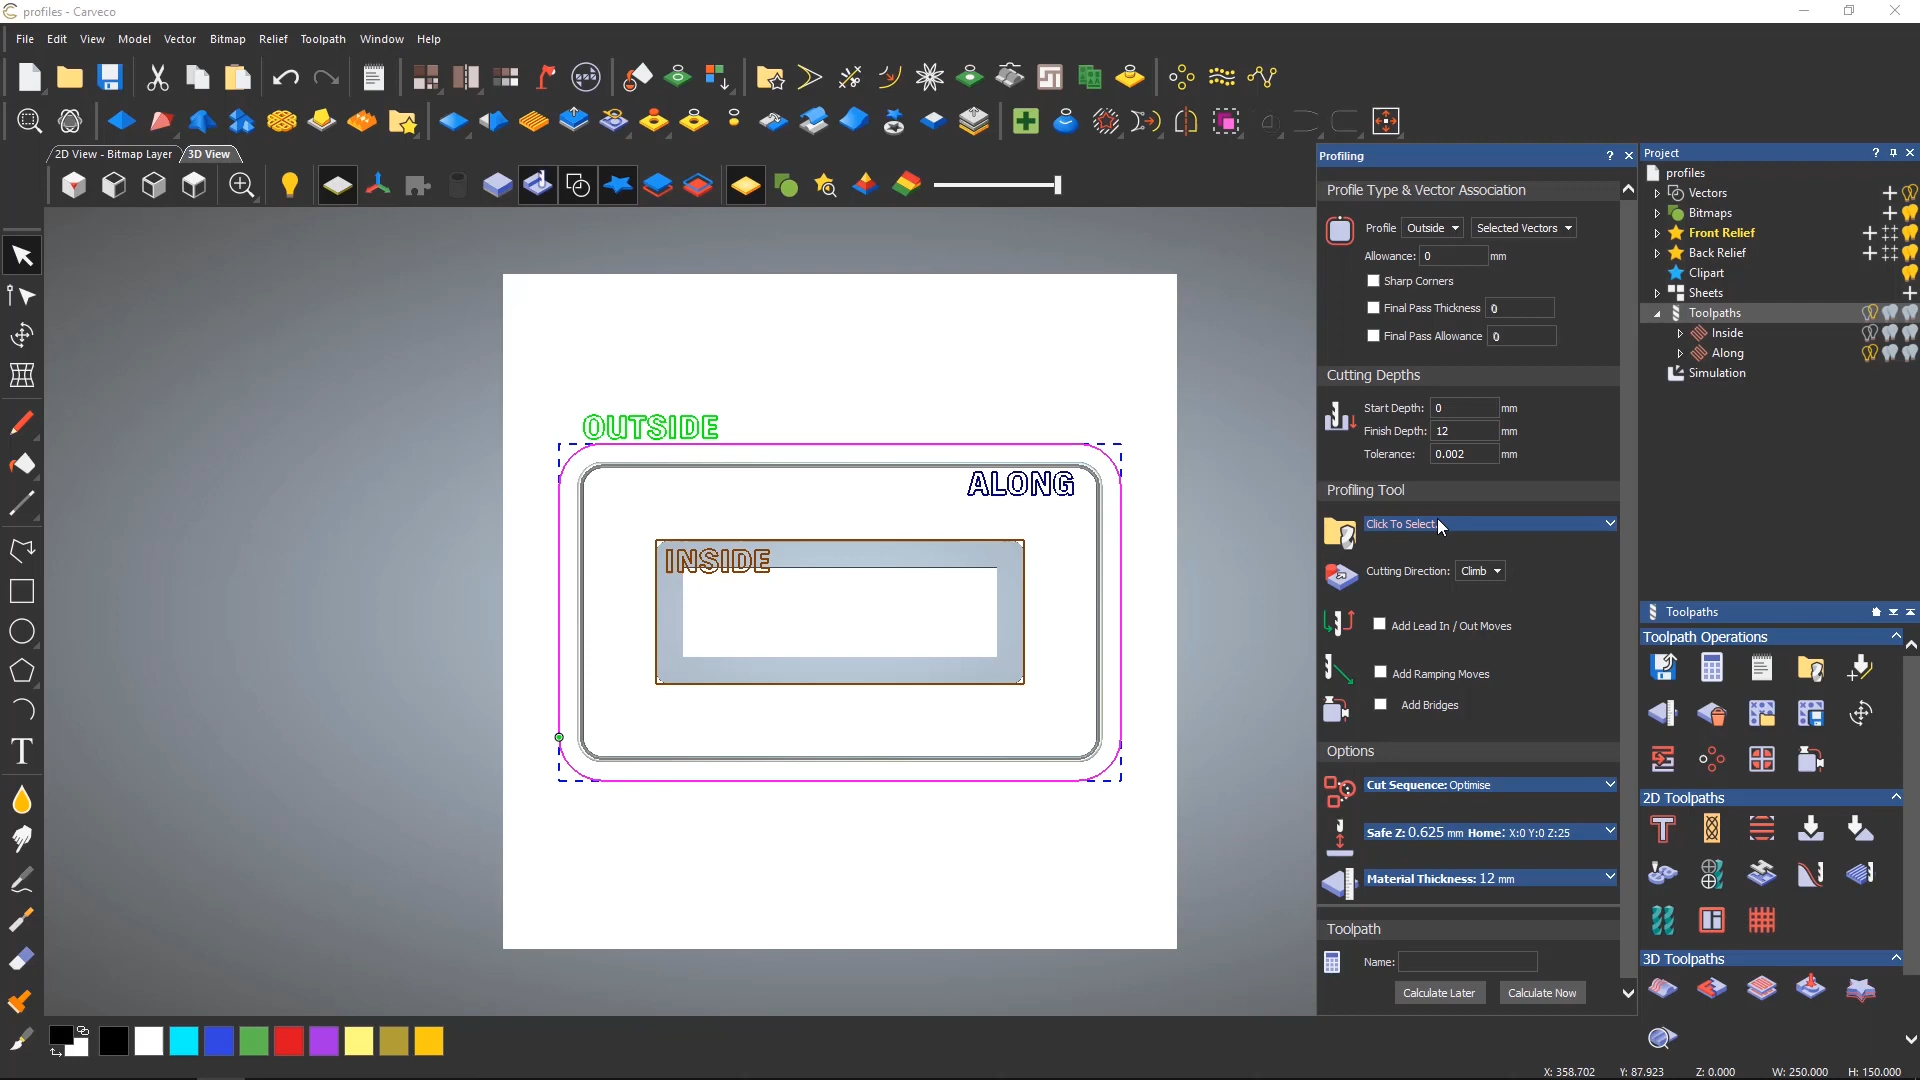 profiles - Carveco
File Edit View Model Vector Bitmap Relief Toolpath Window Help
2D View - Bitmap Layer 3D View
OUTSIDE
ALONG
INSIDE
Profiling ? ×
Profile Type & Vector Association
Profile Outside Selected Vectors
Allowance: 0 mm
Sharp Corners
Final Pass Thickness 0
Final Pass Allowance 0
Cutting Depths
Start Depth: 0 mm
Finish Depth: 12 mm
Tolerance: 0.002 mm
Profiling Tool
Click To Select
Cutting Direction: Climb
Add Lead In / Out Moves
Add Ramping Moves
Add Bridges
Options
Cut Sequence: Optimise
Safe Z: 0.625 mm Home: X:0 Y:0 Z:25
Material Thickness: 12 mm
Toolpath
Name:
Calculate Later Calculate Now
Project ?
profiles
Vectors
Bitmaps
Front Relief
Back Relief
Clipart
Sheets
Toolpaths
Inside
Along
Simulation
Toolpaths
Toolpath Operations
2D Toolpaths
3D Toolpaths
X: 358.702 Y: 87.923 Z: 0.000 W: 250.000 H: 150.000